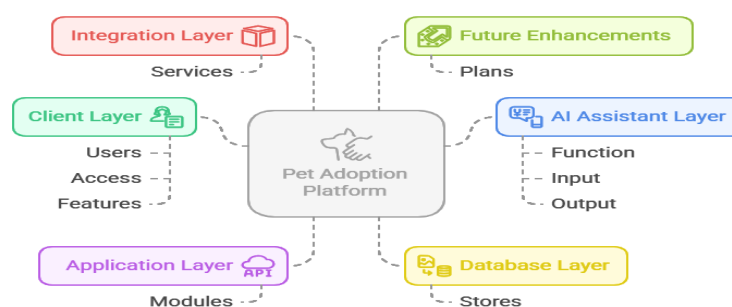 Integration Layer
Services
Future Enhancements
Plans
Client Layer
Users
Access
Features
Pet Adoption
Platform
AI Assistant Layer
Function
Input
Output
Application Layer
API
Modules
Database Layer
Stores